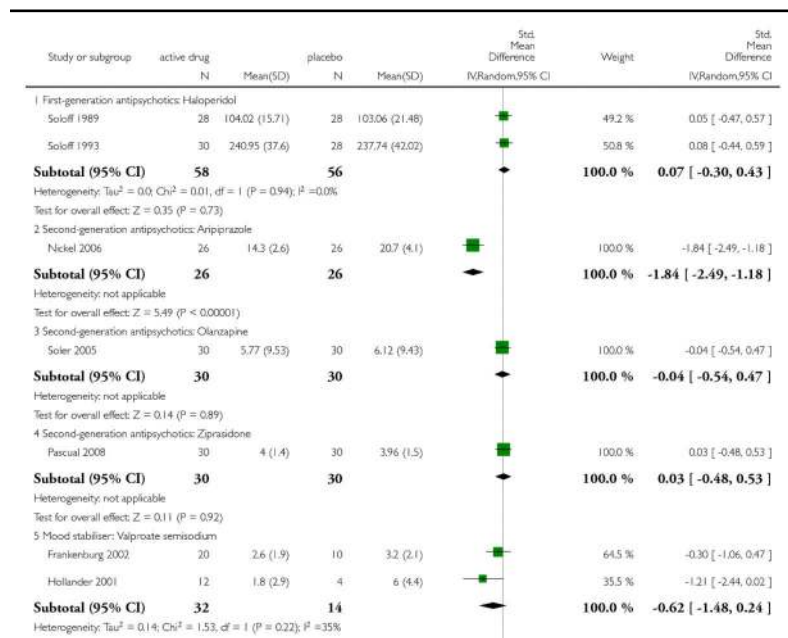 Std.
Mean
Difference
Std.
Mean
Difference
Study or subgroup active drug placebo Weight
N Mean(SD) N Mean(SD) IV,Random,95% CI IV,Random,95% CI
1 First-generation antipsychotics: Haloperidol
Soloff 1989 28 104.02 (15.71) 28 103.06 (21.48) 49.2 % 0.05 [ -0.47, 0.57 ]
Soloff 1993 30 240.95 (37.6) 28 237.74 (42.02) 50.8 % 0.08 [ -0.44, 0.59 ]
Subtotal (95% CI) 58 56 100.0 % 0.07 [ -0.30, 0.43 ]
Heterogeneity: Tau² = 0.0; Chi² = 0.01, df = 1 (P = 0.94); I² =0.0%
Test for overall effect: Z = 0.35 (P = 0.73)
2 Second-generation antipsychotics: Aripiprazole
Nickel 2006 26 14.3 (2.6) 26 20.7 (4.1) 100.0 % -1.84 [ -2.49, -1.18 ]
Subtotal (95% CI) 26 26 100.0 % -1.84 [ -2.49, -1.18 ]
Heterogeneity: not applicable
Test for overall effect: Z = 5.49 (P < 0.00001)
3 Second-generation antipsychotics: Olanzapine
Soler 2005 30 5.77 (9.53) 30 6.12 (9.43) 100.0 % -0.04 [ -0.54, 0.47 ]
Subtotal (95% CI) 30 30 100.0 % -0.04 [ -0.54, 0.47 ]
Heterogeneity: not applicable
Test for overall effect: Z = 0.14 (P = 0.89)
4 Second-generation antipsychotics: Ziprasidone
Pascual 2008 30 4 (1.4) 30 3.96 (1.5) 100.0 % 0.03 [ -0.48, 0.53 ]
Subtotal (95% CI) 30 30 100.0 % 0.03 [ -0.48, 0.53 ]
Heterogeneity: not applicable
Test for overall effect: Z = 0.11 (P = 0.92)
5 Mood stabiliser: Valproate semisodium
Frankenburg 2002 20 2.6 (1.9) 10 3.2 (2.1) 64.5 % -0.30 [ -1.06, 0.47 ]
Hollander 2001 12 1.8 (2.9) 4 6 (4.4) 35.5 % -1.21 [ -2.44, 0.02 ]
Subtotal (95% CI) 32 14 100.0 % -0.62 [ -1.48, 0.24 ]
Heterogeneity: Tau² = 0.14; Chi² = 1.53, df = 1 (P = 0.22); I² =35%